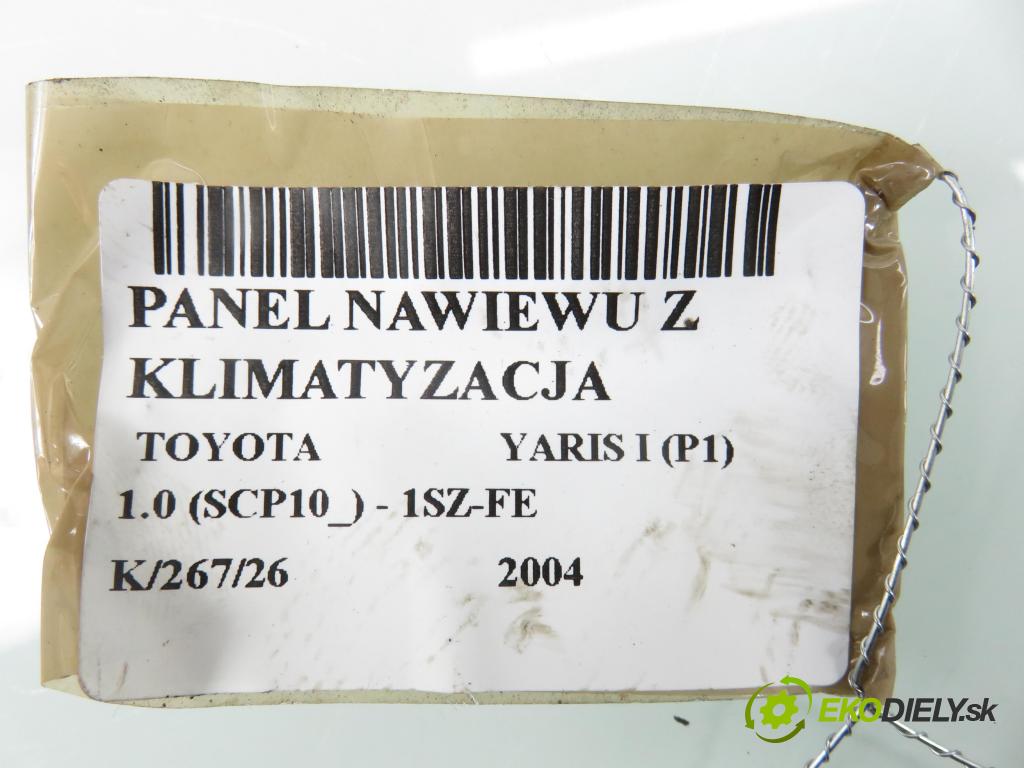 PANEL NAWIEWU Z
KLIMATYZACJA
TOYOTA YARIS I (P1)
1.0 (SCP10_) - 1SZ-FE
K/267/26 2004
EKODIELY.sk